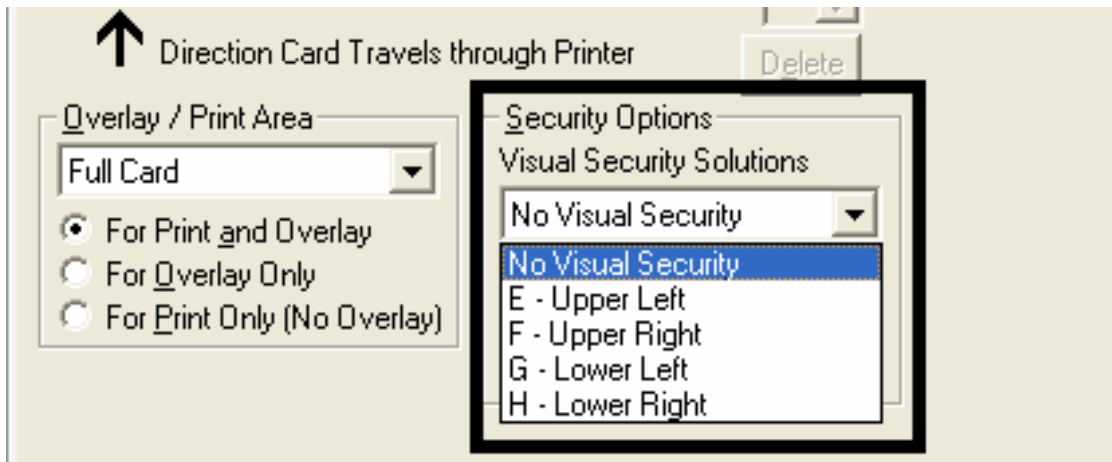 Direction Card Travels through Printer
Delete
Overlay / Print Area
Full Card
For Print and Overlay
For Overlay Only
For Print Only (No Overlay)
Security Options
Visual Security Solutions
No Visual Security
No Visual Security
E - Upper Left
F - Upper Right
G - Lower Left
H - Lower Right